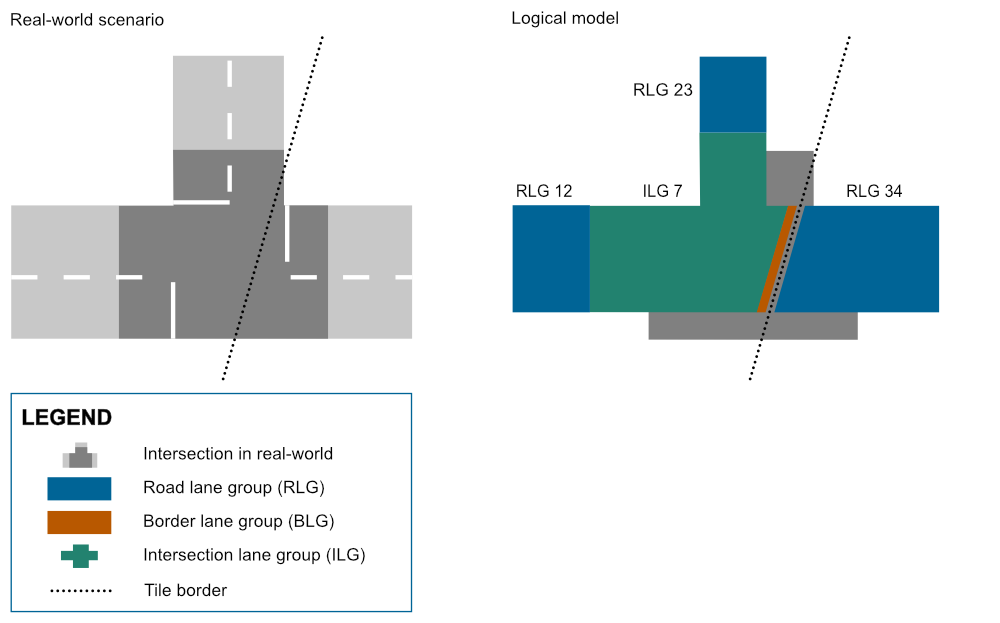 Real-world scenario
Logical model
RLG 23
RLG 12
ILG 7
RLG 34
LEGEND
Intersection in real-world
Road lane group (RLG)
Border lane group (BLG)
Intersection lane group (ILG)
Tile border